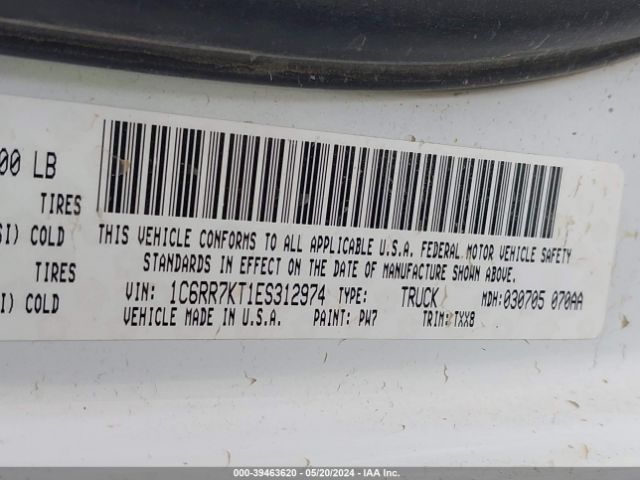 00 LB
TIRES
SI) COLD
TIRES
I) COLD
THIS VEHICLE CONFORMS TO ALL APPLICABLE U.S.A. FEDERAL MOTOR VEHICLE SAFETY
STANDARDS IN EFFECT ON THE DATE OF MANUFACTURE SHOWN ABOVE.
VIN: 1C6RR7KT1ES312974 TYPE: TRUCK MDH: 030705 070AA
VEHICLE MADE IN U.S.A. PAINT: PW7 TRIM: TXX8
000-39463620 - 05/20/2024 - IAA Inc.